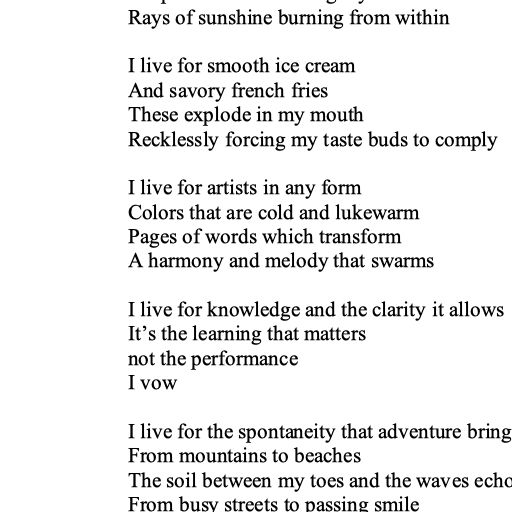 Rays of sunshine burning from within
I live for smooth ice cream
And savory french fries
These explode in my mouth
Recklessly forcing my taste buds to comply
I live for artists in any form
Colors that are cold and lukewarm
Pages of words which transform
A harmony and melody that swarms
I live for knowledge and the clarity it allows
It’s the learning that matters
not the performance
I vow
I live for the spontaneity that adventure bring
From mountains to beaches
The soil between my toes and the waves echo
From busy streets to passing smile